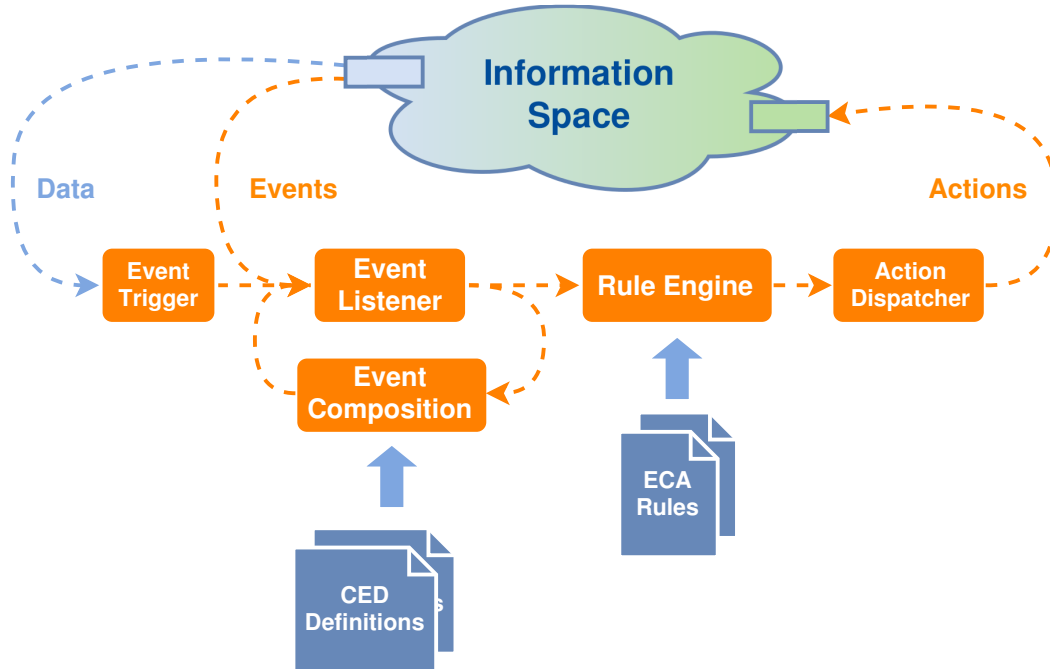 Information
Space
Data
Events
Actions
Event
Trigger
Event
Listener
Rule Engine
Action
Dispatcher
Event
Composition
ECA
Rules
CED
Definitions
s